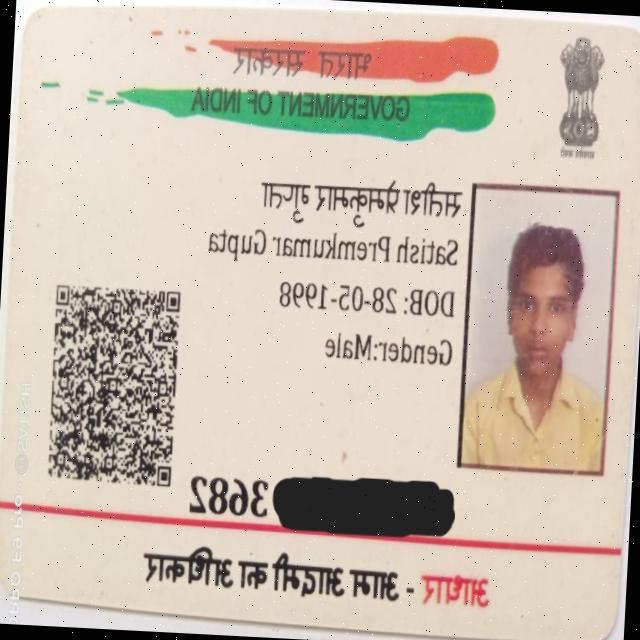 भारत सरकार
GOVERNMENT OF INDIA
सतीश प्रेमकुमार गुप्ता
Satish Premkumar Gupta
DOB: 28-05-1998
Gender:Male
3682
आधार - आम आदमी का अधिकार